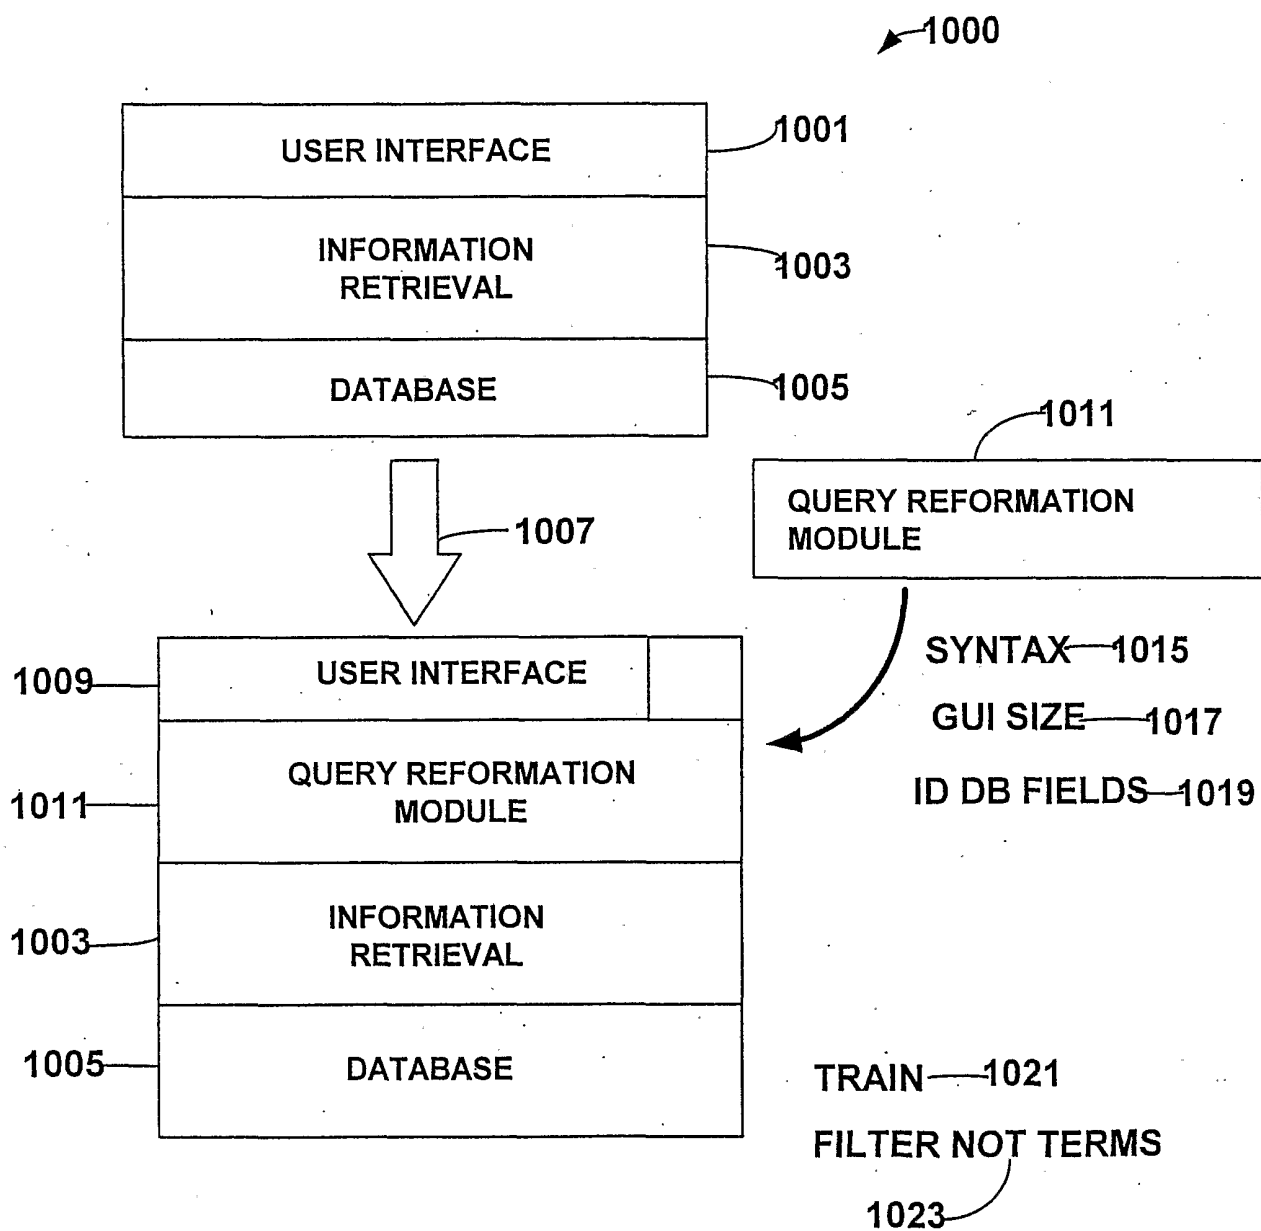 1000
USER INTERFACE
1001
INFORMATION
RETRIEVAL
1003
DATABASE
1005
1011
QUERY REFORMATION
MODULE
1007
SYNTAX 1015
GUI SIZE 1017
ID DB FIELDS 1019
1009
USER INTERFACE
1011
QUERY REFORMATION
MODULE
1003
INFORMATION
RETRIEVAL
1005
DATABASE
TRAIN 1021
FILTER NOT TERMS
1023